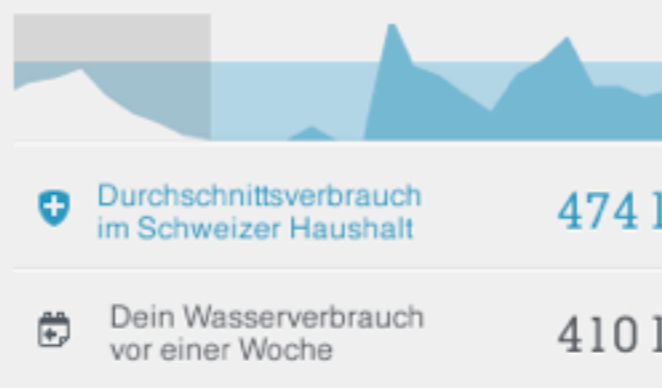 Durchschnittsverbrauch
im Schweizer Haushalt
474
Dein Wasserverbrauch
vor einer Woche
410